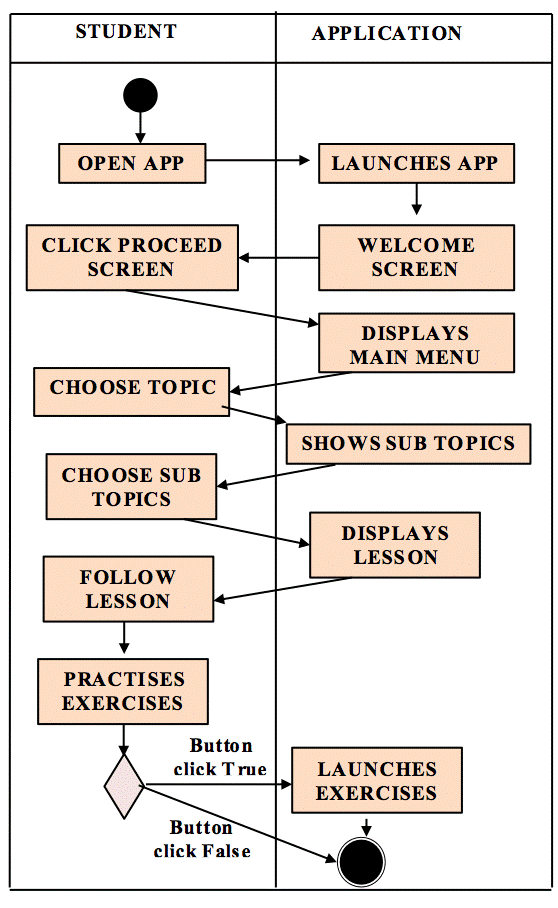 STUDENT
APPLICATION
OPEN APP
LAUNCHES APP
CLICK PROCEED
SCREEN
WELCOME
SCREEN
DISPLAYS
MAIN MENU
CHOOSE TOPIC
SHOWS SUB TOPICS
CHOOSE SUB
TOPICS
DISPLAYS
LESSON
FOLLOW
LESSON
PRACTISES
EXERCISES
Button
click True
LAUNCHES
EXERCISES
Button
click False